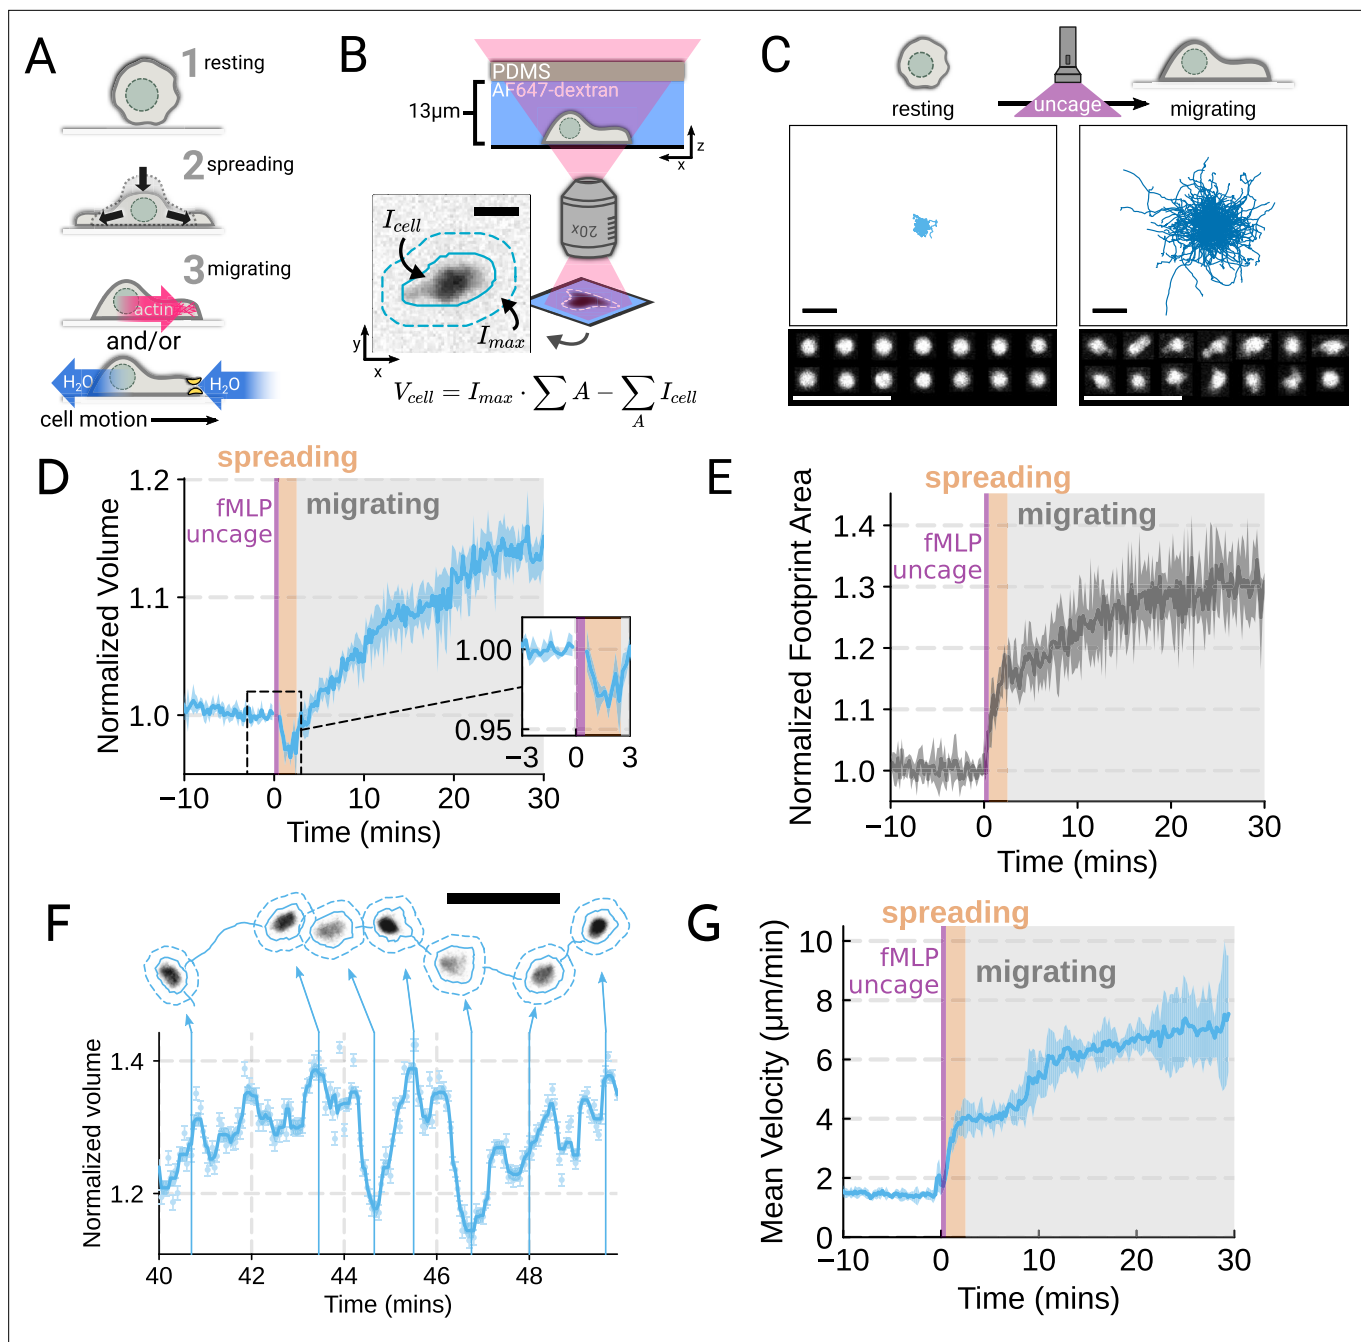 A
1 resting
2 spreading
3 migrating
actin
and/or
H2O
H2O
cell motion
B
PDMS
AF647-dextran
13μm
z
x
20x
Icell
Imax
y
x
Vcell = Imax · ∑ A − ∑A Icell
C
resting
uncage
migrating
D
spreading
fMLP
uncage
migrating
Normalized Volume
1.2
1.1
1.0
1.00
0.95
−3
0
3
−10
0
10
20
30
Time (mins)
E
spreading
fMLP
uncage
migrating
Normalized Footprint Area
1.4
1.3
1.2
1.1
1.0
−10
0
10
20
30
Time (mins)
F
Normalized volume
1.4
1.2
40
42
44
46
48
Time (mins)
G
spreading
fMLP
uncage
migrating
Mean Velocity (μm/min)
10
8
6
4
2
0
−10
0
10
20
30
Time (mins)